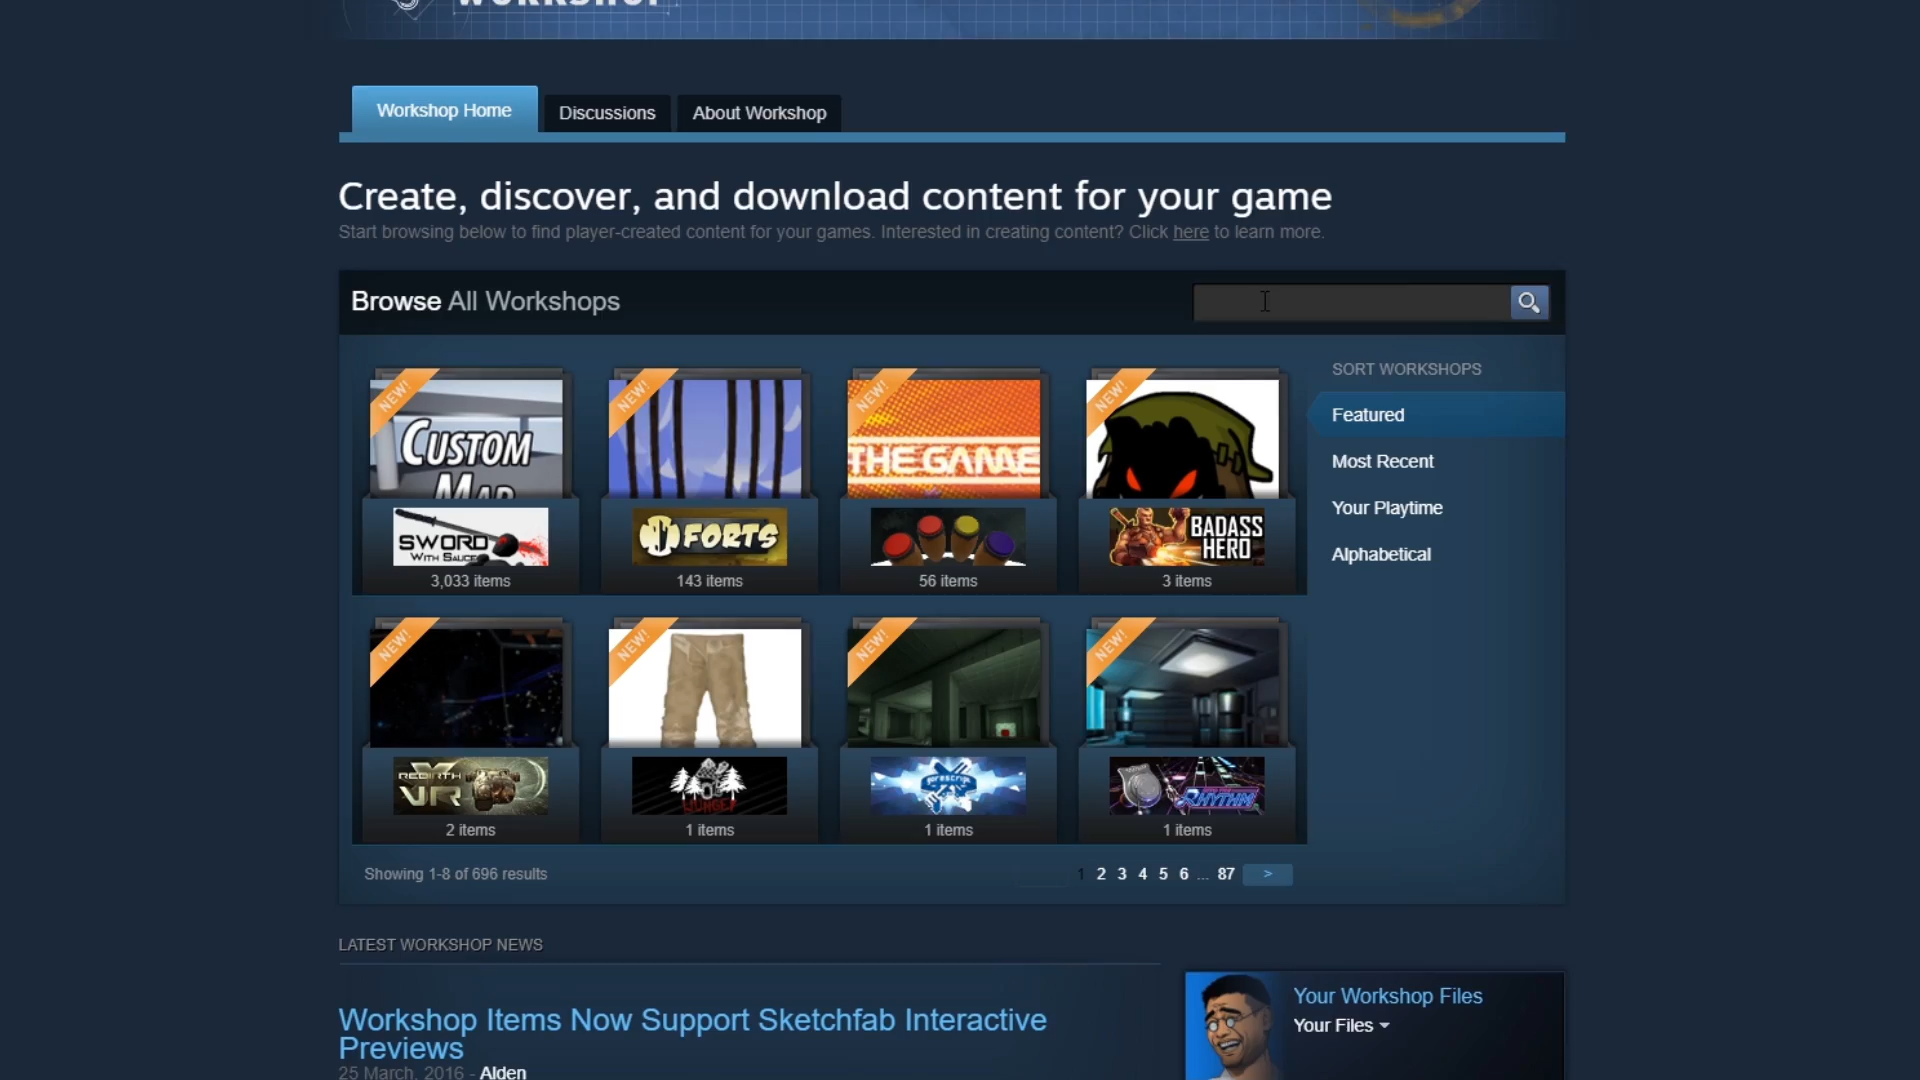 WORKSHOP
Workshop Home
Discussions
About Workshop
Create, discover, and download content for your game
Start browsing below to find player-created content for your games. Interested in creating content? Click here to learn more.
Browse All Workshops
SORT WORKSHOPS
Featured
Most Recent
Your Playtime
Alphabetical
NEW!
NEW!
NEW!
NEW!
CUSTOM
MAP
THE GAME
SWORD
WITH SAUCE
FORTS
BADASS
HERO
3,033 items
143 items
56 items
3 items
NEW!
NEW!
NEW!
NEW!
X
REBIRTH
VR
HUNGER
gorescript
RHYTHM
2 items
1 items
1 items
1 items
Showing 1-8 of 696 results
1 2 3 4 5 6 ... 87 >
LATEST WORKSHOP NEWS
Workshop Items Now Support Sketchfab Interactive
Previews
25 March, 2016 - Alden
Your Workshop Files
Your Files